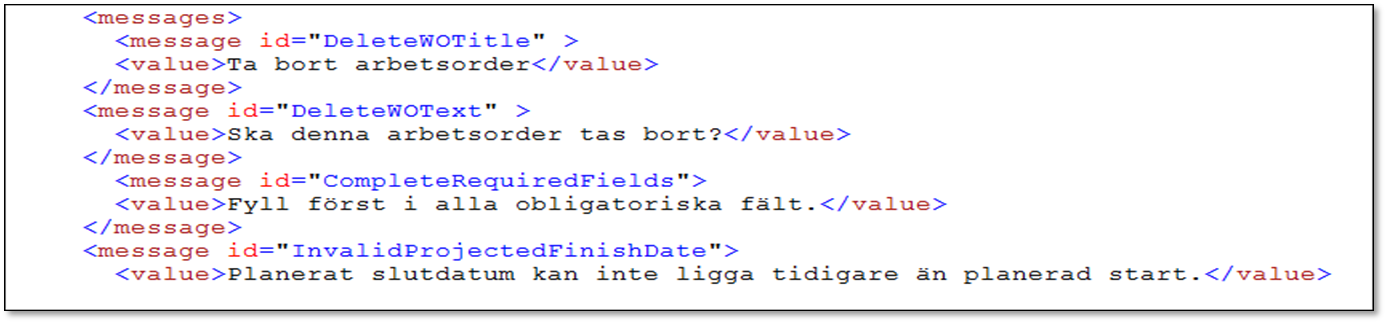 <messages>
<message id="DeleteWOTitle" >
<value>Ta bort arbetsorder</value>
</message>
<message id="DeleteWOText" >
<value>Ska denna arbetsorder tas bort?</value>
</message>
<message id="CompleteRequiredFields">
<value>Fyll först i alla obligatoriska fält.</value>
</message>
<message id="InvalidProjectedFinishDate">
<value>Planerat slutdatum kan inte ligga tidigare än planerad start.</value>